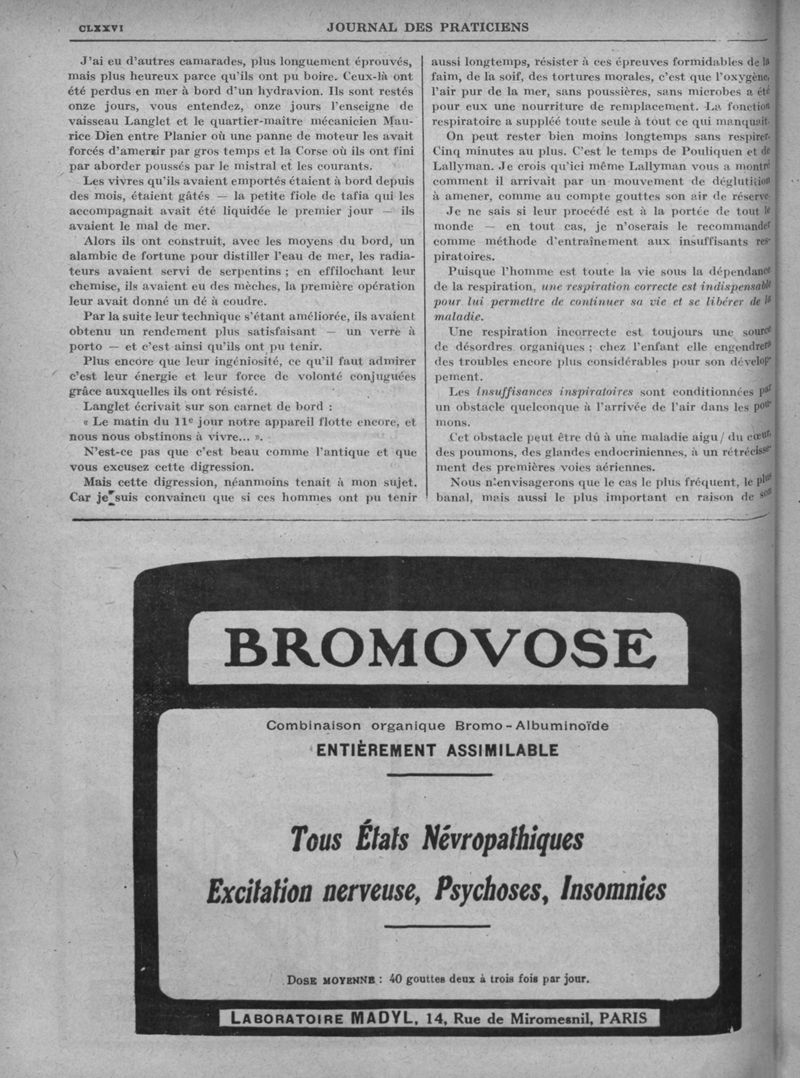 CLXXVI
JOURNAL DES PRATICIENS
J'ai eu d'autres camarades, plus longuement éprouvés,
mais plus heureux parce qu'ils ont pu boire. Ceux-là ont
été perdus en mer à bord d'un hydravion. Ils sont restés
onze jours, vous entendez, onze jours l'enseigne de
vaisseau Langlet et le quartier-maître mécanicien Mau-
rice Dien entre Planier où une panne de moteur les avait
forcés d'amerrir par gros temps et la Corse où ils ont fini
par aborder poussés par le mistral et les courants.
Les vivres qu'ils avaient emportés étaient à bord depuis
des mois, étaient gâtés — la petite fiole de tafia qui les
accompagnait avait été liquidée le premier jour — ils
avaient le mal de mer.
Alors ils ont construit, avec les moyens du bord, un
alambic de fortune pour distiller l'eau de mer, les radia-
teurs avaient servi de serpentins ; en effilochant leur
chemise, ils avaient eu des mèches, la première opération
leur avait donné un dé à coudre.
Par la suite leur technique s'étant améliorée, ils avaient
obtenu un rendement plus satisfaisant — un verre à
porto — et c'est ainsi qu'ils ont pu tenir.
Plus encore que leur ingéniosité, ce qu'il faut admirer
c'est leur énergie et leur force de volonté conjuguées
grâce auxquelles ils ont résisté.
Langlet écrivait sur son carnet de bord :
« Le matin du 11e jour notre appareil flotte encore, et
nous nous obstinons à vivre... ».
N'est-ce pas que c'est beau comme l'antique et que
vous excusez cette digression.
Mais cette digression, néanmoins tenait à mon sujet.
Car je suis convaincu que si ces hommes ont pu tenir
aussi longtemps, résister à ces épreuves formidables de la
faim, de la soif, des tortures morales, c'est que l'oxygène,
l'air pur de la mer, sans poussières, sans microbes a été
pour eux une nourriture de remplacement. La fonction
respiratoire a suppléé toute seule à tout ce qui manquait.
On peut rester bien moins longtemps sans respirer.
Cinq minutes au plus. C'est le temps de Pouliquen et de
Lallyman. Je crois qu'ici même Lallyman vous a montré
comment il arrivait par un mouvement de déglutition
à amener, comme au compte gouttes son air de réserve.
Je ne sais si leur procédé est à la portée de tout le
monde — en tout cas, je n'oserais le recommander
comme méthode d'entraînement aux insuffisants res-
piratoires.
Puisque l'homme est toute la vie sous la dépendance
de la respiration, une respiration correcte est indispensable
pour lui permettre de continuer sa vie et se libérer de la
maladie.
Une respiration incorrecte est toujours une source
de désordres organiques ; chez l'enfant elle engendrera
des troubles encore plus considérables pour son dévelop-
pement.
Les insuffisances inspiratoires sont conditionnées par
un obstacle quelconque à l'arrivée de l'air dans les pou-
mons.
Cet obstacle peut être dû à une maladie aigu/ du cœur,
des poumons, des glandes endocriniennes, à un rétrécisse-
ment des premières voies aériennes.
Nous n'envisagerons que le cas le plus fréquent, le plus
banal, mais aussi le plus important en raison de son
BROMOVOSE
Combinaison organique Bromo-Albuminoïde
ENTIÈREMENT ASSIMILABLE
Tous États Névropathiques
Excitation nerveuse, Psychoses, Insomnies
DOSE MOYENNE : 40 gouttes deux à trois fois par jour.
LABORATOIRE MADYL, 14, Rue de Miromesnil, PARIS